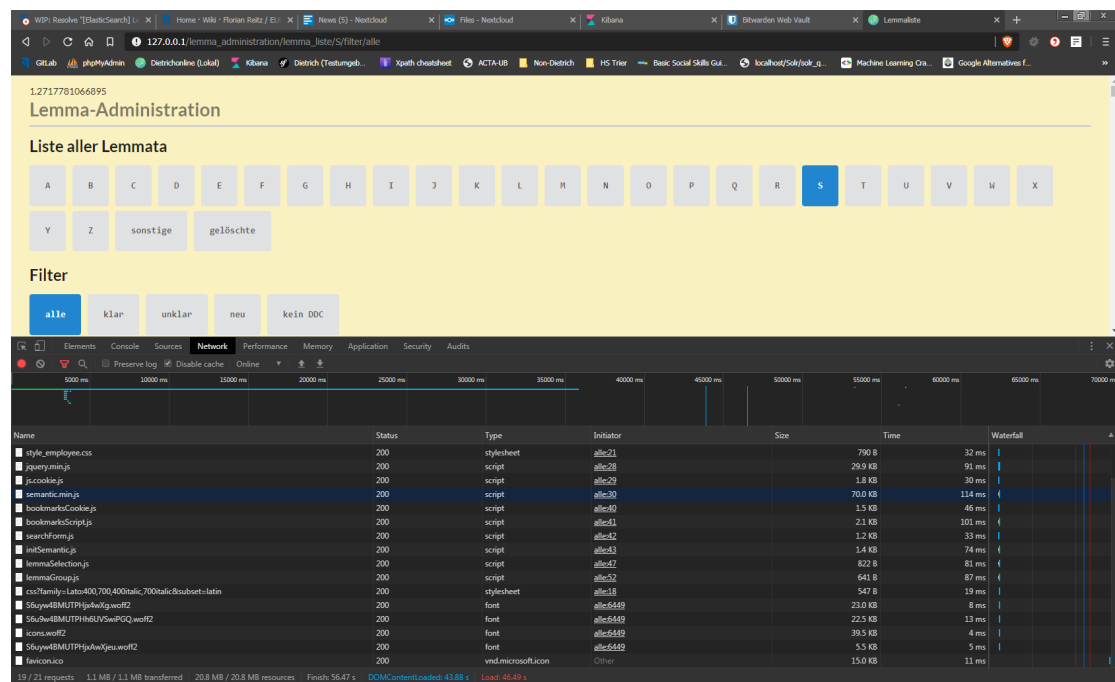 WIP: Resolve "[ElasticSearch] L
Home · Wiki · Florian Reitz / EL
News (5) - Nextcloud
Files - Nextcloud
Kibana
Bitwarden Web Vault
Lemmaliste
127.0.0.1/lemma_administration/lemma_liste/S/filter/alle
GitLab phpMyAdmin Dietrichonline (Lokal) Kibana Dietrich (Testumgeb... Xpath cheatsheet ACTA-UB Non-Dietrich HS Trier Basic Social Skills Gui... localhost/Solr/solr_q... Machine Learning Cra... Google Alternatives f... »
1.2717781066895
Lemma-Administration
Liste aller Lemmata
A B C D E F G H I J K L M N O P Q R S T U V W X
Y Z sonstige gelöschte
Filter
alle klar unklar neu kein DDC
Elements Console Sources Network Performance Memory Application Security Audits
Preserve log Disable cache Online
5000 ms 10000 ms 15000 ms 20000 ms 25000 ms 30000 ms 35000 ms 40000 ms 45000 ms 50000 ms 55000 ms 60000 ms 65000 ms 70000 m
Name Status Type Initiator Size Time Waterfall
style_employee.css 200 stylesheet alle:21 790 B 32 ms
jquery.min.js 200 script alle:28 29.9 KB 91 ms
js.cookie.js 200 script alle:29 1.8 KB 30 ms
semantic.min.js 200 script alle:30 70.0 KB 114 ms
bookmarksCookie.js 200 script alle:40 1.5 KB 46 ms
bookmarksScript.js 200 script alle:41 2.1 KB 101 ms
searchForm.js 200 script alle:42 1.2 KB 33 ms
initSemantic.js 200 script alle:43 1.4 KB 74 ms
lemmaSelection.js 200 script alle:47 822 B 81 ms
lemmaGroup.js 200 script alle:52 641 B 87 ms
css?family=Lato:400,700,400italic,700italic&subset=latin 200 stylesheet alle:18 547 B 19 ms
S6uyw4BMUTPHjx4wXg.woff2 200 font alle:6449 23.0 KB 8 ms
S6u9w4BMUTPHh6UVSwiPGQ.woff2 200 font alle:6449 22.5 KB 13 ms
icons.woff2 200 font alle:6449 39.5 KB 4 ms
S6uyw4BMUTPHjxAwXjeu.woff2 200 font alle:6449 5.5 KB 5 ms
favicon.ico 200 vnd.microsoft.icon Other 15.0 KB 11 ms
19 / 21 requests 1.1 MB / 1.1 MB transferred 20.8 MB / 20.8 MB resources Finish: 56.47 s DOMContentLoaded: 43.88 s Load: 46.49 s